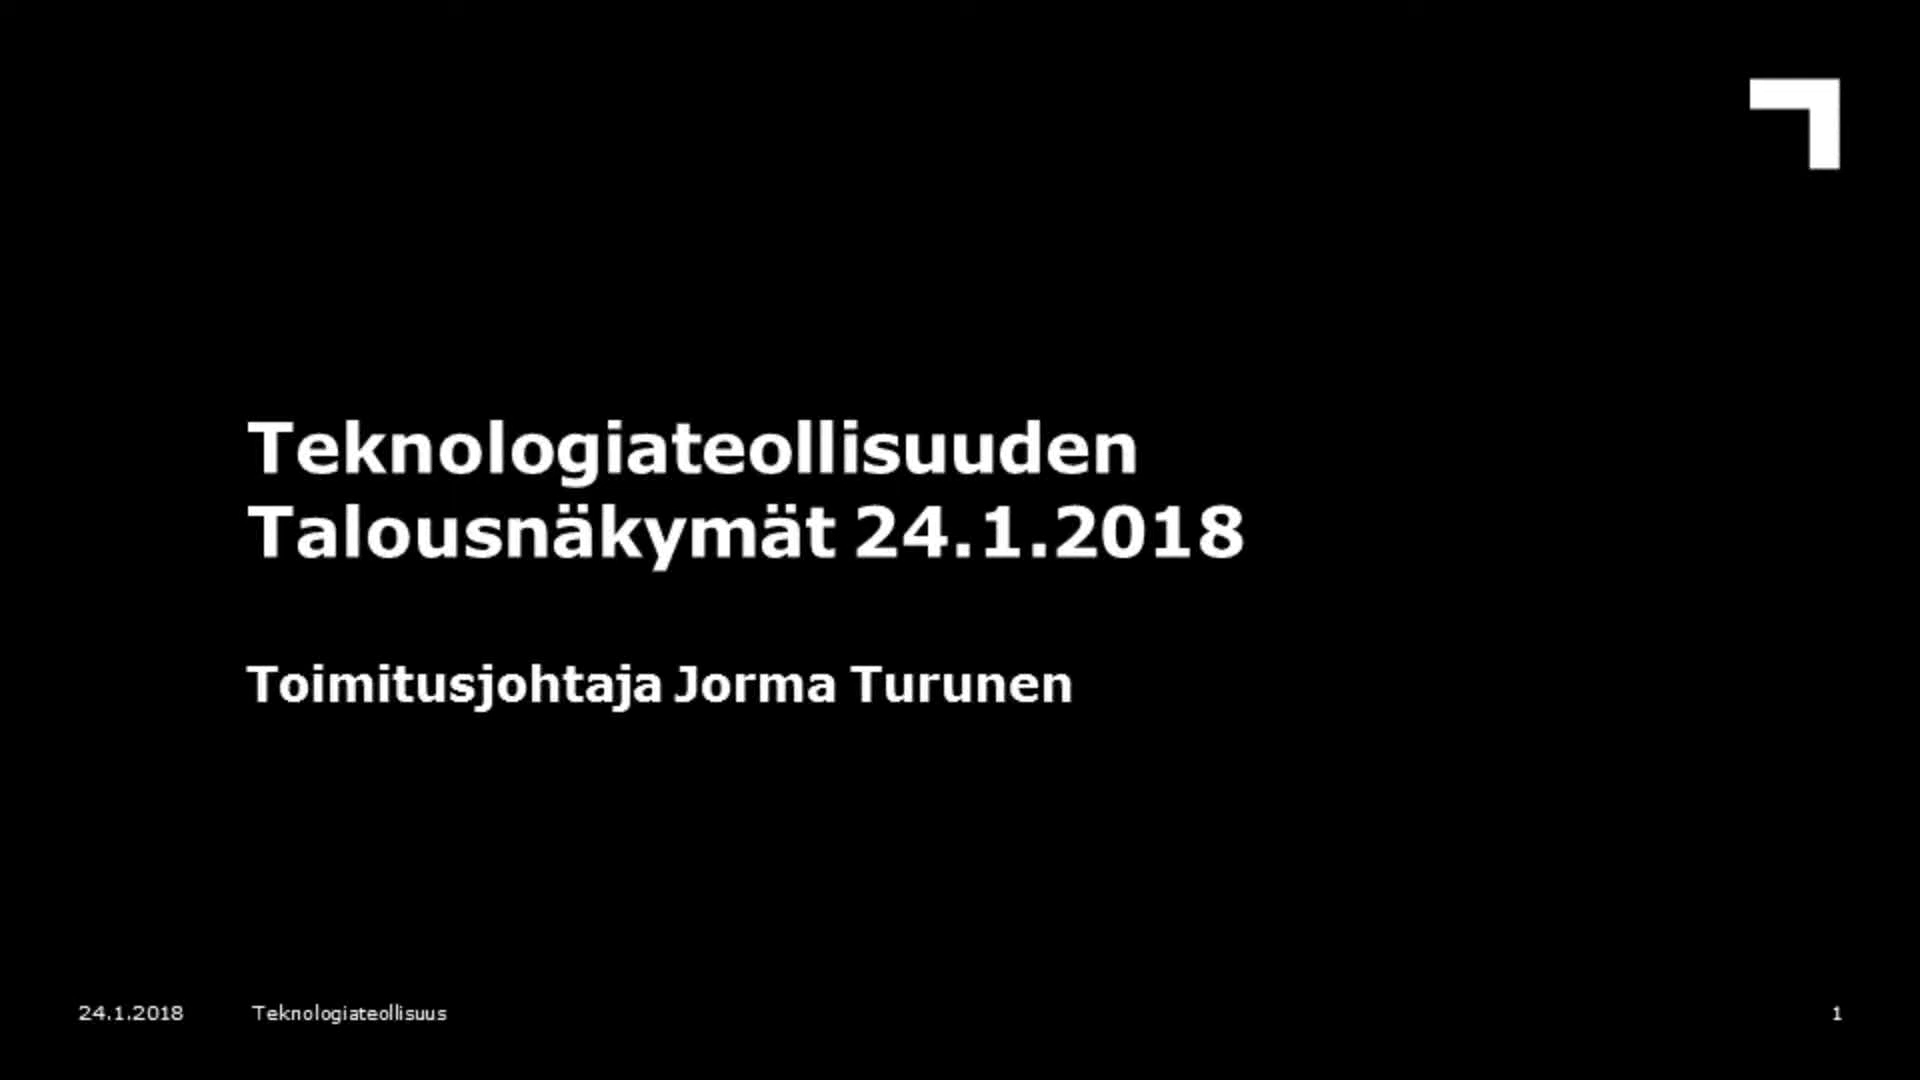 Teknologiateollisuuden
Talousnäkymät 24.1.2018
Toimitusjohtaja Jorma Turunen
24.1.2018
Teknologiateollisuus
1